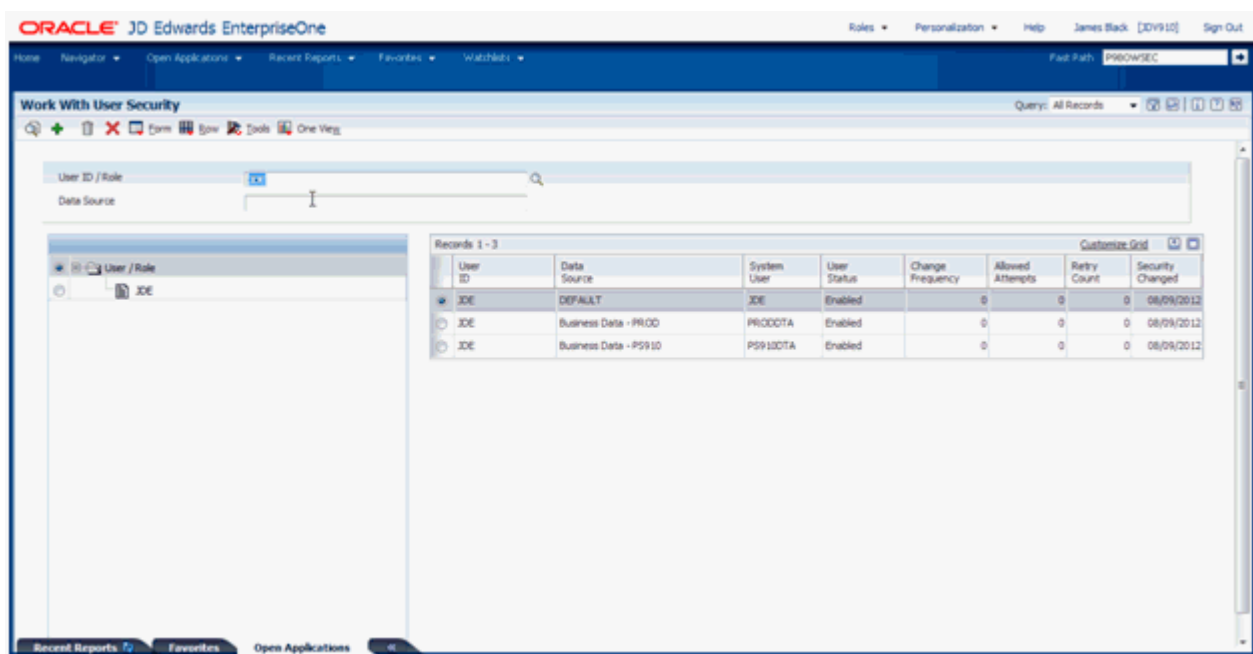 ORACLE JD Edwards EnterpriseOne Roles Personalization Help James Black [JDV910] Sign Out
Home Navigator Open Applications Recent Reports Favorites Watchlists Fast Path P98OWSEC
Work With User Security Query: All Records
Form Row Tools One View
User ID / Role
Data Source
Records 1 - 3 Customize Grid
User / Role
JDE
User ID Data Source System User User Status Change Frequency Allowed Attempts Retry Count Security Changed
JDE DEFAULT JDE Enabled 0 0 0 08/09/2012
JDE Business Data - PROD PRODDTA Enabled 0 0 0 08/09/2012
JDE Business Data - PS910 PS910DTA Enabled 0 0 0 08/09/2012
Recent Reports Favorites Open Applications